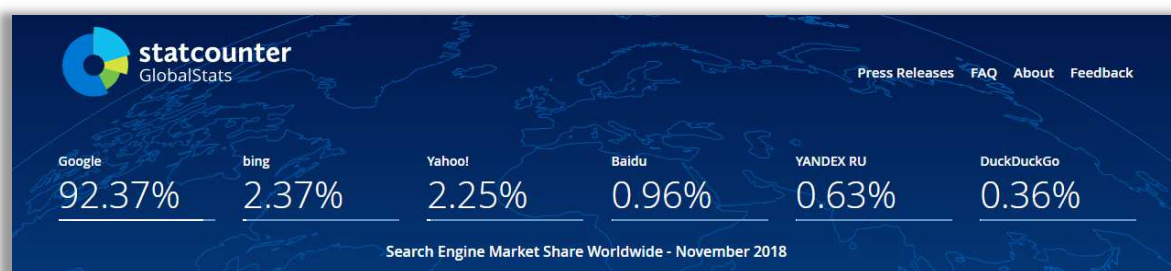 statcounter
GlobalStats
Press Releases FAQ About Feedback
Google bing Yahoo! Baidu YANDEX RU DuckDuckGo
92.37% 2.37% 2.25% 0.96% 0.63% 0.36%
Search Engine Market Share Worldwide - November 2018